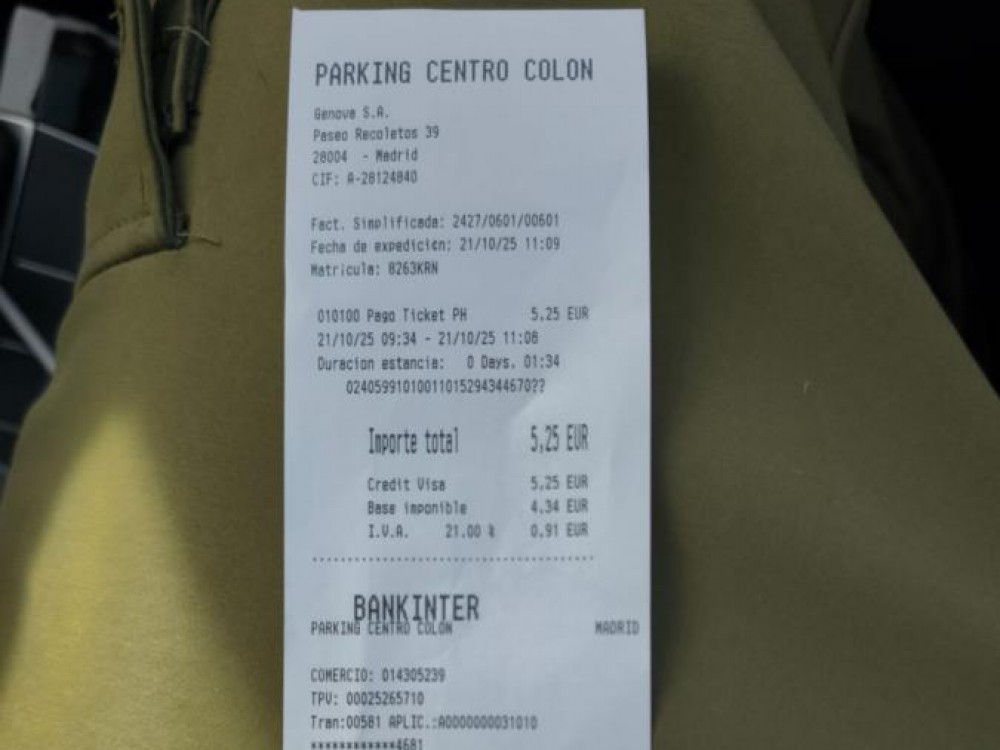 PARKING CENTRO COLON
Genova S.A.
Paseo Recoletos 39
28004 - Madrid
CIF: A-28124840
Fact. Simplificada: 2427/0601/00601
Fecha de expedicion: 21/10/25 11:09
Matricula: 8263KRN
010100 Pago Ticket PH 5,25 EUR
21/10/25 09:34 - 21/10/25 11:08
Duracion estancia: 0 Days, 01:34
02405991010011015294344670??
Importe total 5,25 EUR
Credit Visa 5,25 EUR
Base imponible 4,34 EUR
I.V.A. 21.00 % 0,91 EUR
BANKINTER
PARKING CENTRO COLON MADRID
COMERCIO: 014305239
TPV: 00025265710
Tran:00581 APLIC.:A0000000031010
************4681